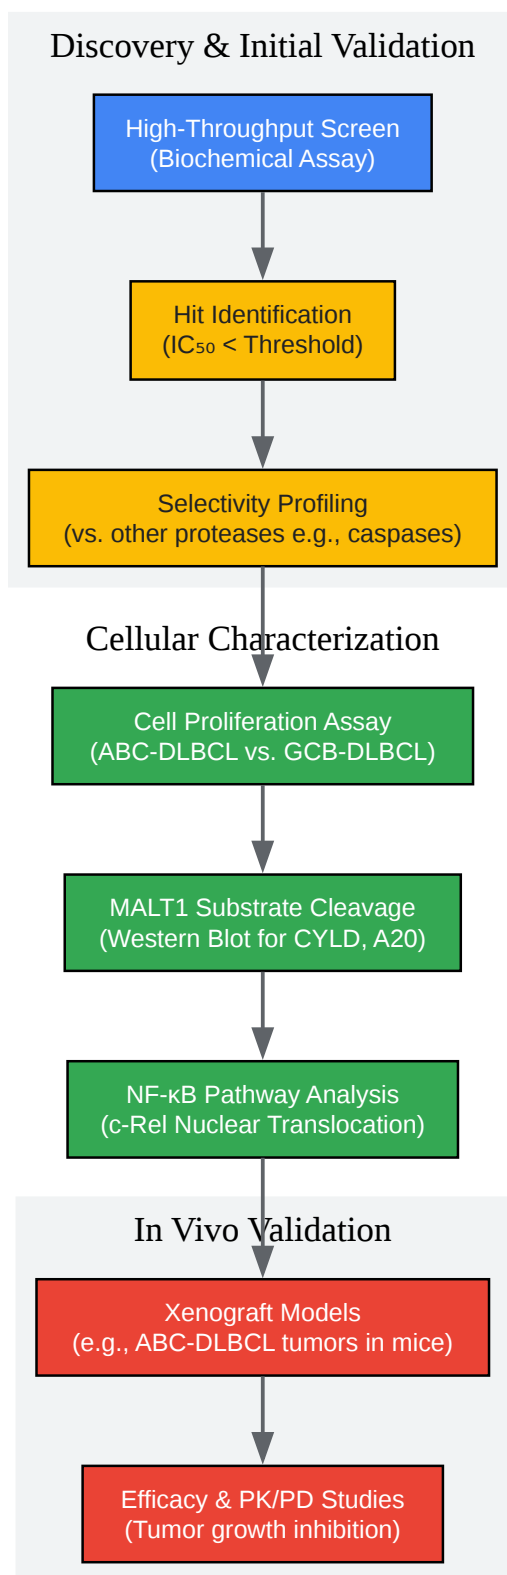 Discovery & Initial Validation
High-Throughput Screen
(Biochemical Assay)
Hit Identification
(IC₅₀ < Threshold)
Selectivity Profiling
(vs. other proteases e.g., caspases)
Cellular Characterization
Cell Proliferation Assay
(ABC-DLBCL vs. GCB-DLBCL)
MALT1 Substrate Cleavage
(Western Blot for CYLD, A20)
NF-κB Pathway Analysis
(c-Rel Nuclear Translocation)
In Vivo Validation
Xenograft Models
(e.g., ABC-DLBCL tumors in mice)
Efficacy & PK/PD Studies
(Tumor growth inhibition)